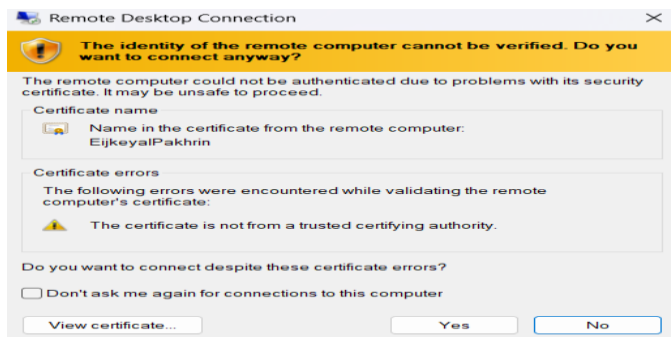 Remote Desktop Connection
The identity of the remote computer cannot be verified. Do you
want to connect anyway?
The remote computer could not be authenticated due to problems with its security
certificate. It may be unsafe to proceed.
Certificate name
Name in the certificate from the remote computer:
EijkeyalPakhrin
Certificate errors
The following errors were encountered while validating the remote
computer's certificate:
The certificate is not from a trusted certifying authority.
Do you want to connect despite these certificate errors?
Don't ask me again for connections to this computer
View certificate... Yes No